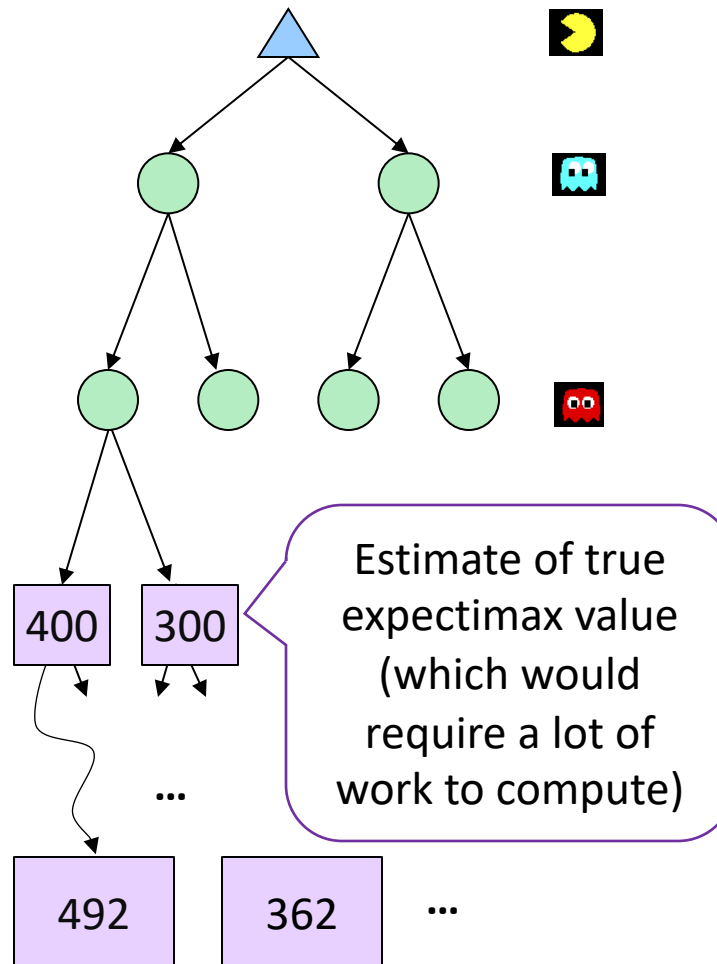 Estimate of true
expectimax value
(which would
require a lot of
work to compute)
400 300
...
492 362 ...